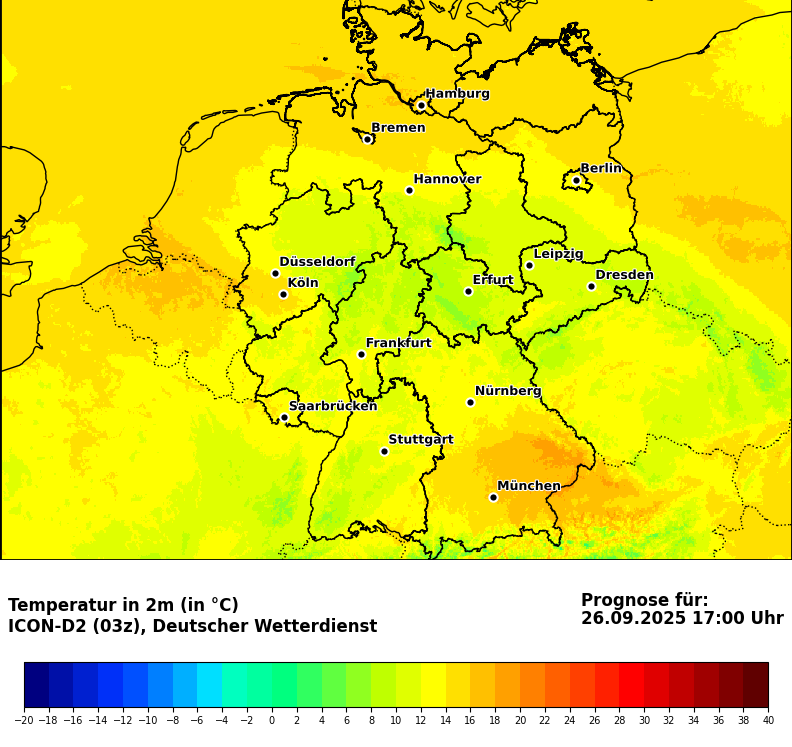 Hamburg
Bremen
Berlin
Hannover
Leipzig
Düsseldorf
Dresden
Köln
Erfurt
Frankfurt
Nürnberg
Saarbrücken
Stuttgart
München
Temperatur in 2m (in °C)
ICON-D2 (03z), Deutscher Wetterdienst
Prognose für:
26.09.2025 17:00 Uhr
−20 −18 −16 −14 −12 −10 −8 −6 −4 −2 0 2 4 6 8 10 12 14 16 18 20 22 24 26 28 30 32 34 36 38 40